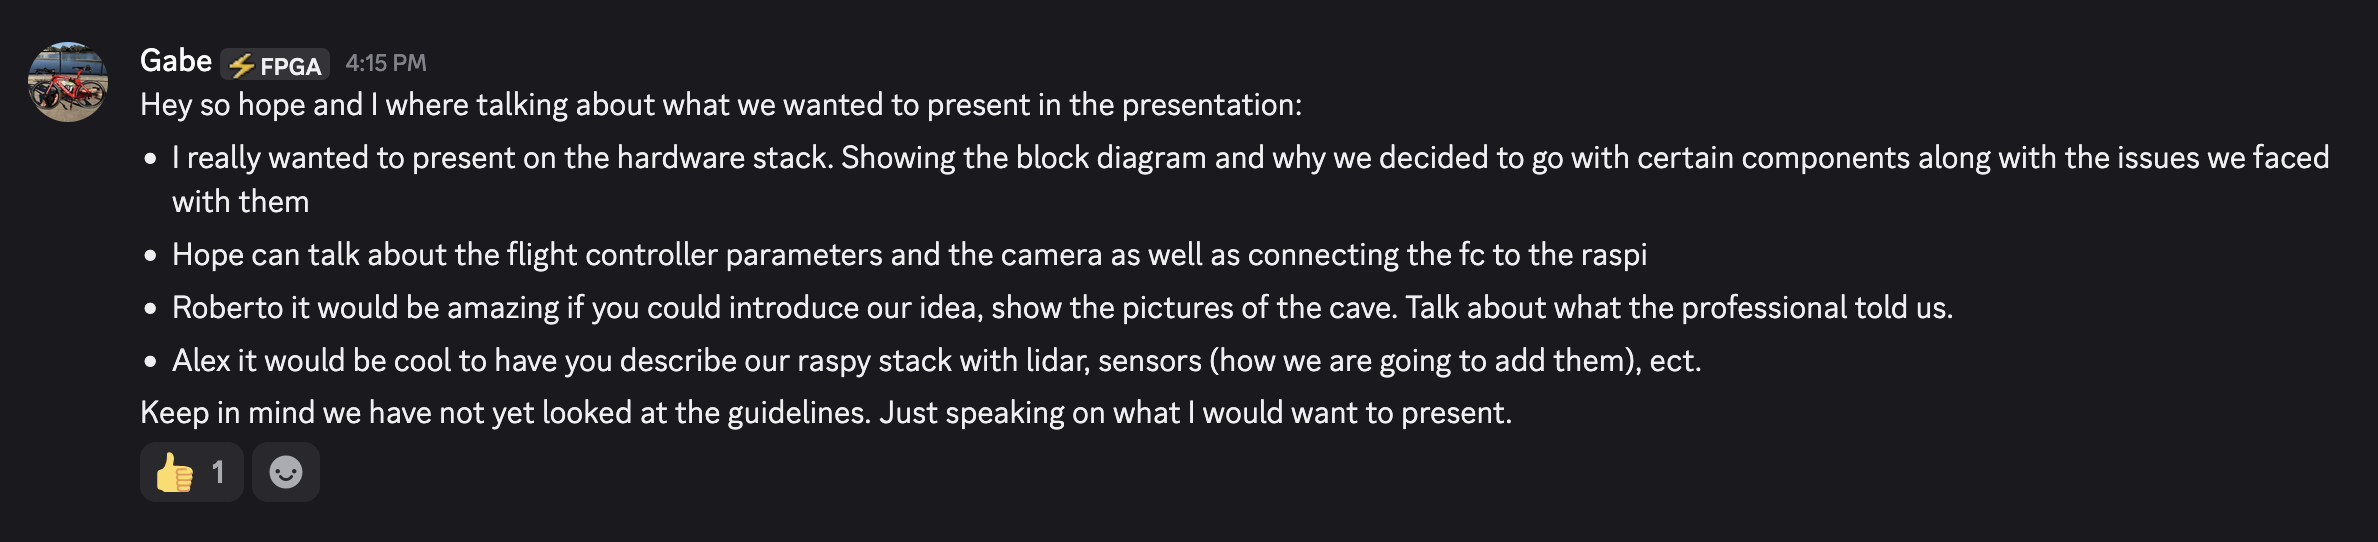 Gabe FPGA 4:15 PM
Hey so hope and I where talking about what we wanted to present in the presentation:
• I really wanted to present on the hardware stack. Showing the block diagram and why we decided to go with certain components along with the issues we faced
with them
• Hope can talk about the flight controller parameters and the camera as well as connecting the fc to the raspi
• Roberto it would be amazing if you could introduce our idea, show the pictures of the cave. Talk about what the professional told us.
• Alex it would be cool to have you describe our raspy stack with lidar, sensors (how we are going to add them), ect.
Keep in mind we have not yet looked at the guidelines. Just speaking on what I would want to present.
1